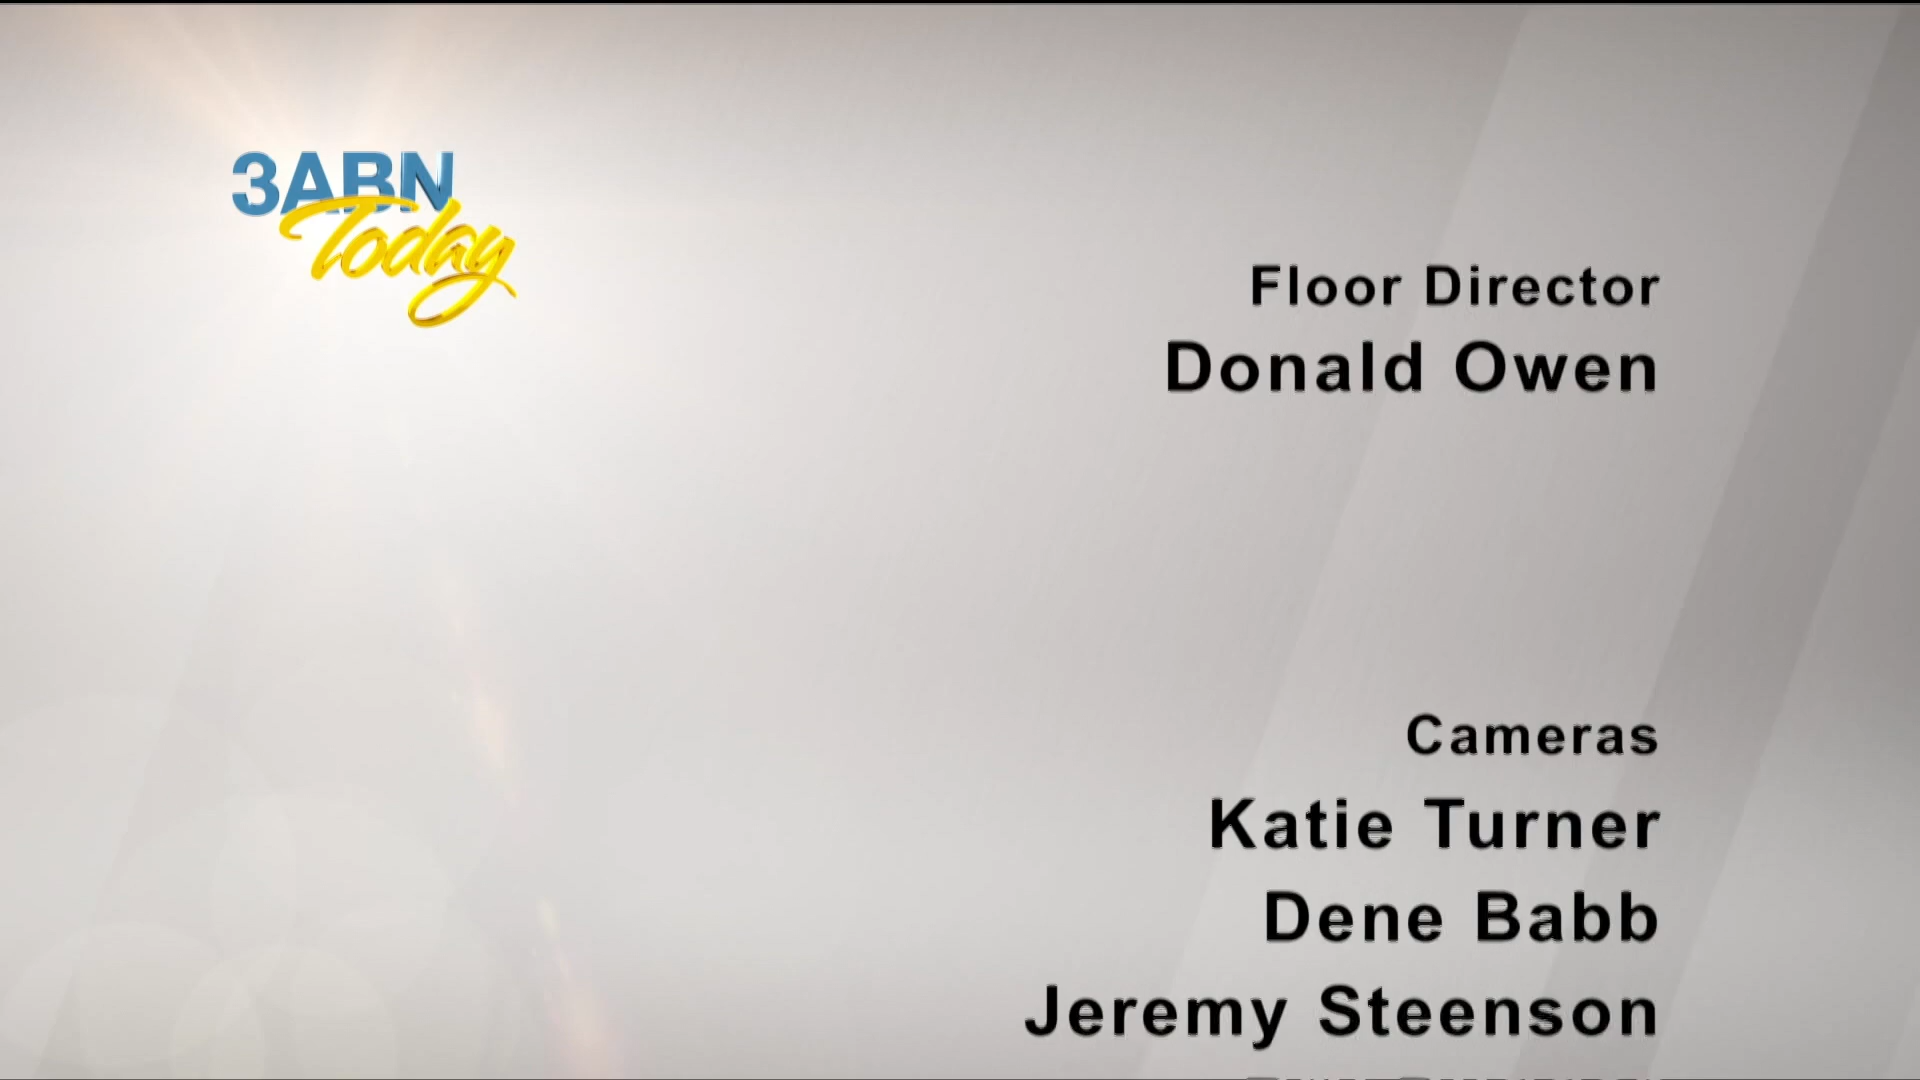 3ABN
Today
Floor Director
Donald Owen
Cameras
Katie Turner
Dene Babb
Jeremy Steenson